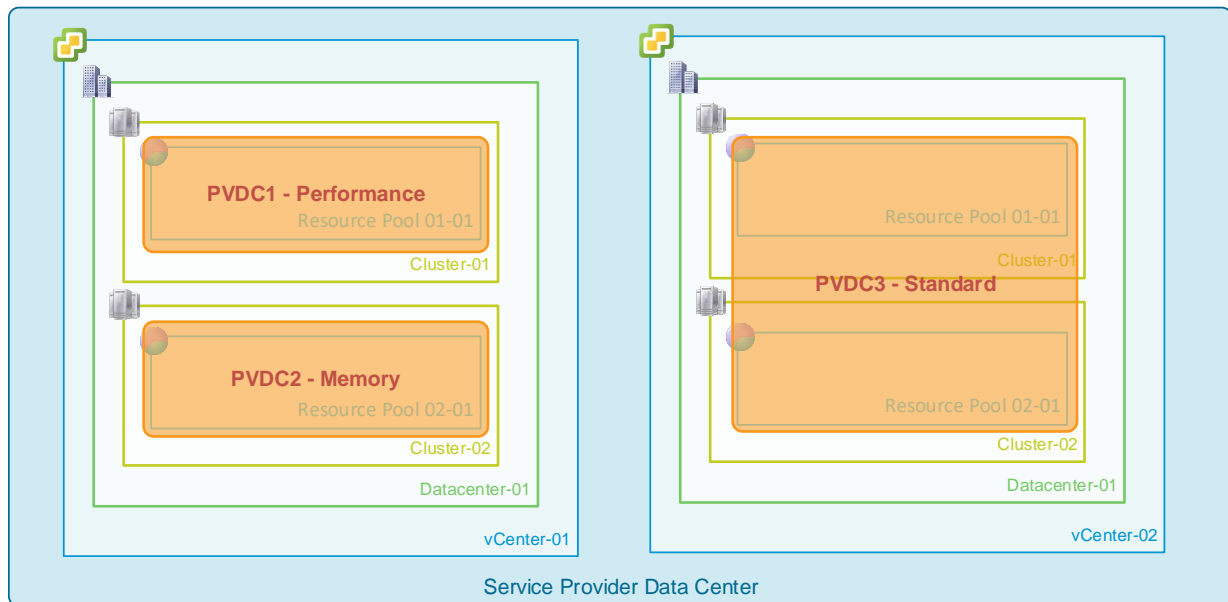 PVDC1 - Performance
Resource Pool 01-01
Cluster-01
PVDC2 - Memory
Resource Pool 02-01
Cluster-02
Datacenter-01
vCenter-01
Resource Pool 01-01
Cluster-01
PVDC3 - Standard
Resource Pool 02-01
Cluster-02
Datacenter-01
vCenter-02
Service Provider Data Center